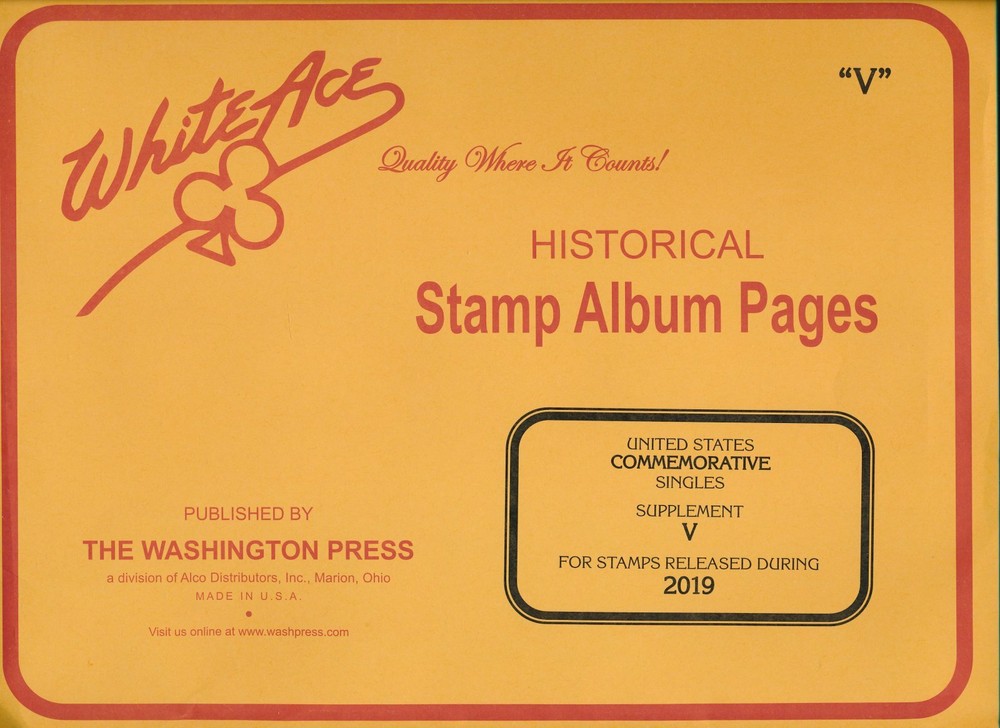 White Ace
"V"
Quality Where It Counts!
HISTORICAL
Stamp Album Pages
UNITED STATES
COMMEMORATIVE
SINGLES
SUPPLEMENT
V
FOR STAMPS RELEASED DURING
2019
PUBLISHED BY
THE WASHINGTON PRESS
a division of Alco Distributors, Inc., Marion, Ohio
MADE IN U.S.A.
•
Visit us online at www.washpress.com